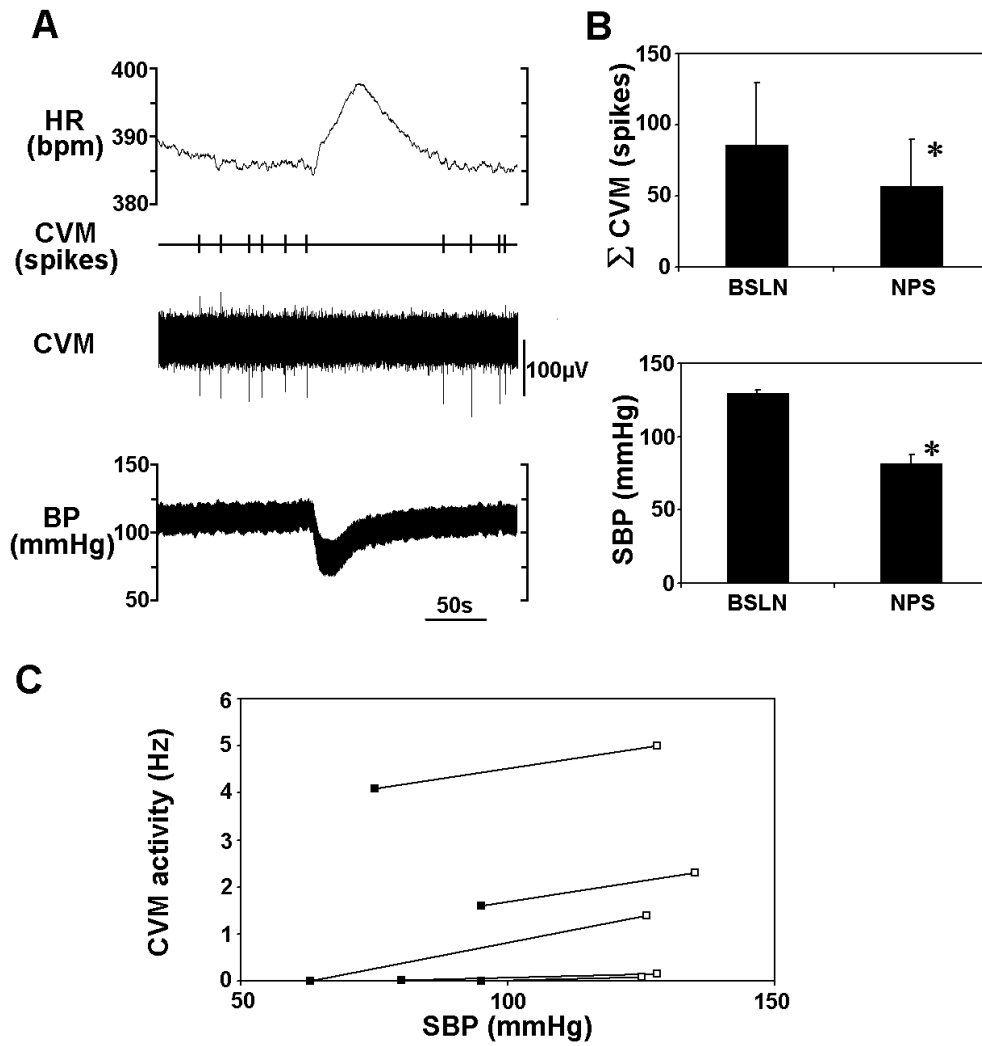 A
400
HR
(bpm)
390
380
CVM
(spikes)
CVM
100µV
150
BP
(mmHg)
100
50
50s
B
150
100
50
0
∑ CVM (spikes)
*
BSLN
NPS
150
100
50
0
SBP (mmHg)
*
BSLN
NPS
C
6
5
4
3
2
1
0
CVM activity (Hz)
50
100
150
SBP (mmHg)